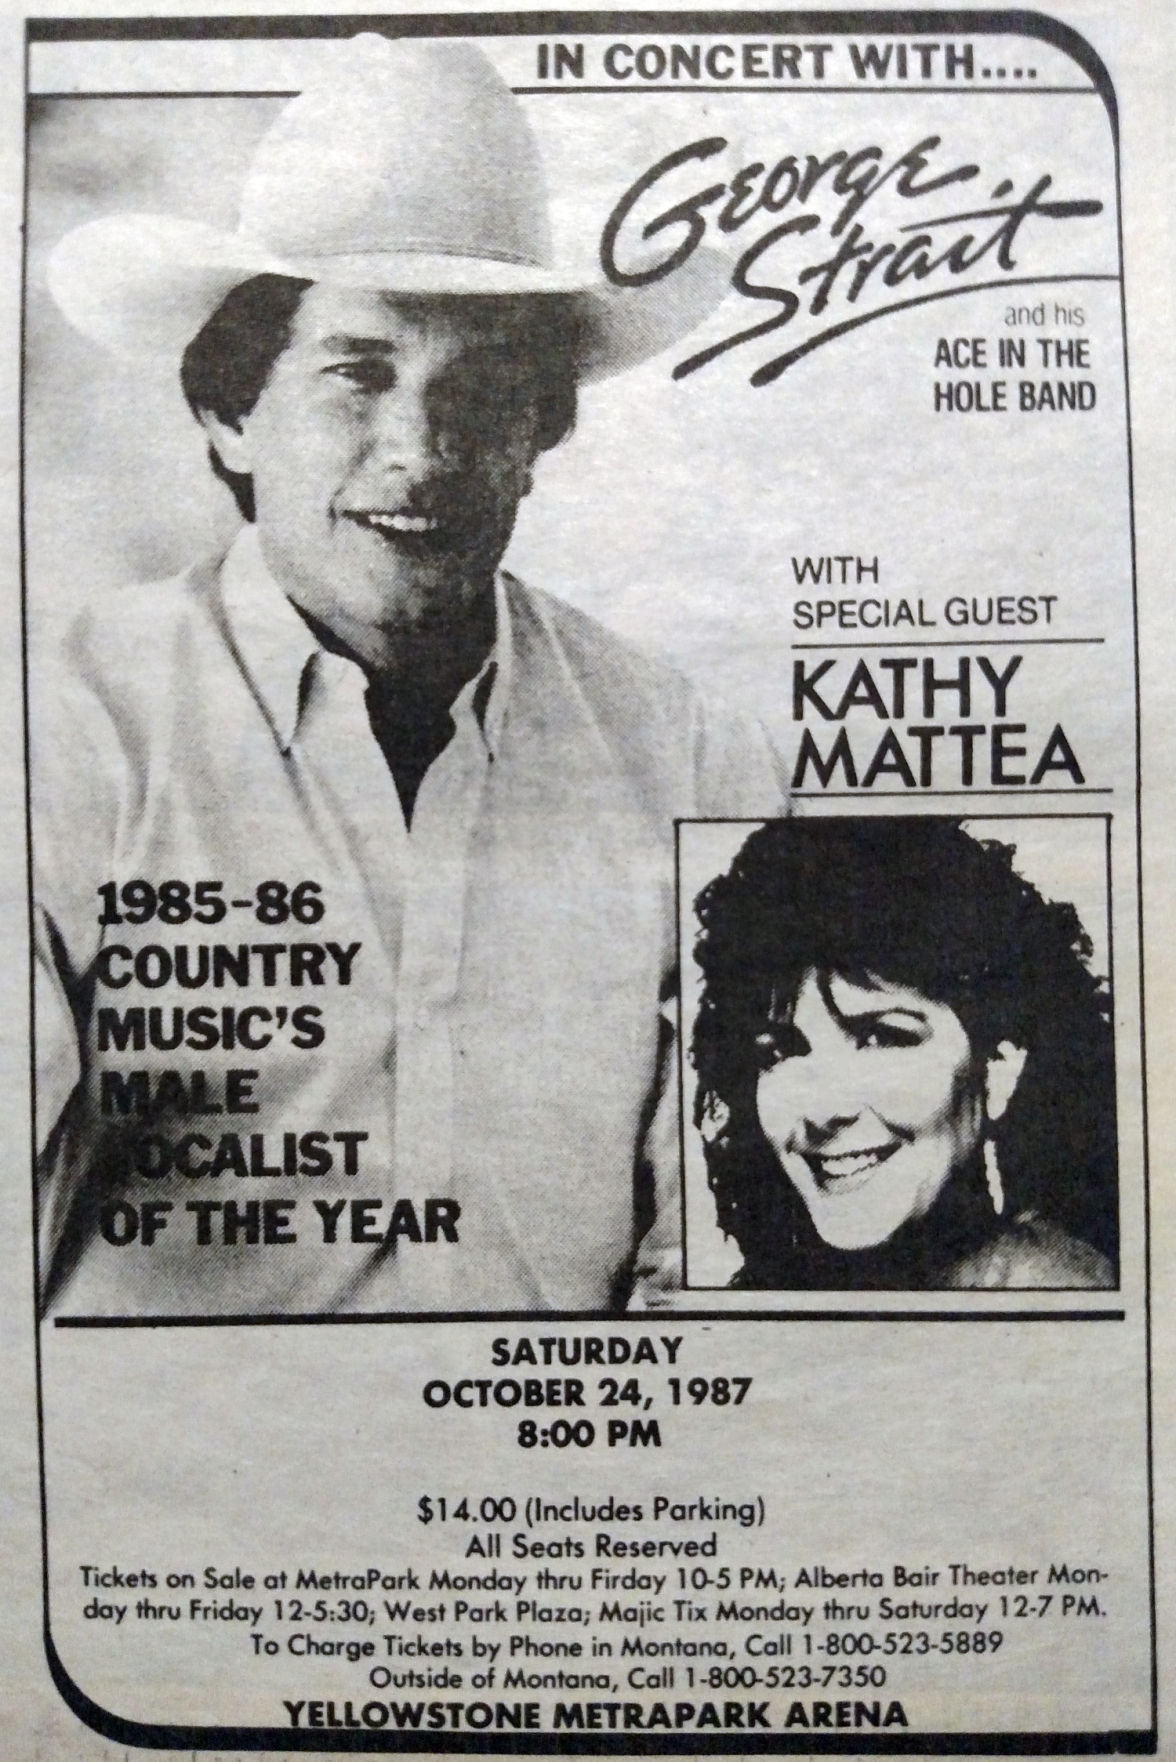 IN CONCERT WITH....
George
Strait
and his
ACE IN THE
HOLE BAND
WITH
SPECIAL GUEST
KATHY
MATTEA
1985-86
COUNTRY
MUSIC'S
MALE
VOCALIST
OF THE YEAR
SATURDAY
OCTOBER 24, 1987
8:00 PM
$14.00 (Includes Parking)
All Seats Reserved
Tickets on Sale at MetraPark Monday thru Firday 10-5 PM; Alberta Bair Theater Mon-
day thru Friday 12-5:30; West Park Plaza; Majic Tix Monday thru Saturday 12-7 PM.
To Charge Tickets by Phone in Montana, Call 1-800-523-5889
Outside of Montana, Call 1-800-523-7350
YELLOWSTONE METRAPARK ARENA